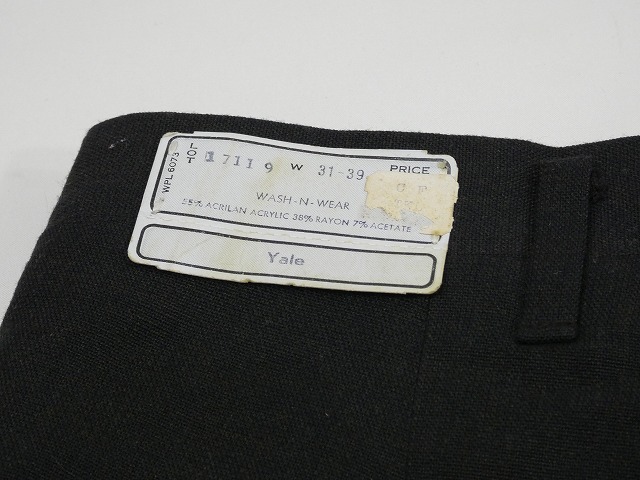 WPL 6073
LOT 17119 W 31-39 PRICE
WASH-N-WEAR
55% ACRILAN ACRYLIC 38% RAYON 7% ACETATE
Yale